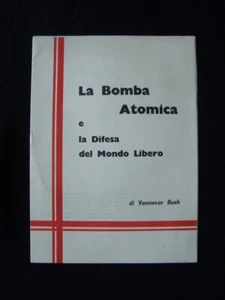 La Bomba
Atomica
e
la Difesa
del Mondo Libero
di Vannevar Bush